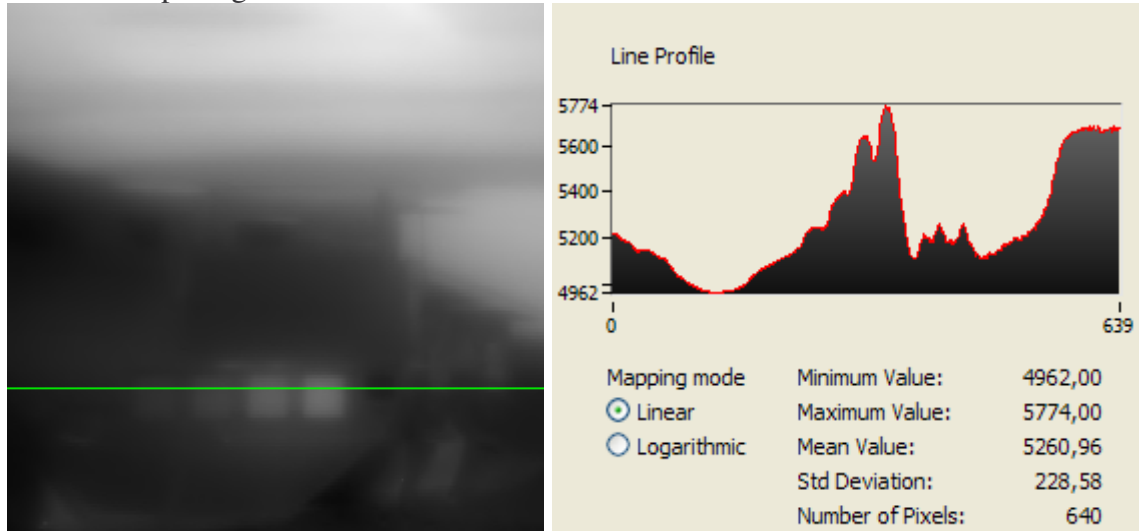 Line Profile
5774
5600
5400
5200
4962
0 639
Mapping mode Minimum Value: 4962,00
Linear Maximum Value: 5774,00
Logarithmic Mean Value: 5260,96
Std Deviation: 228,58
Number of Pixels: 640